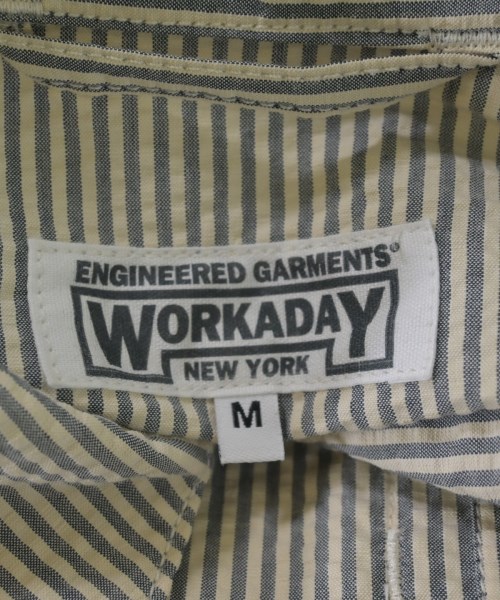 ENGINEERED GARMENTS®
WORKADAY
NEW YORK
M